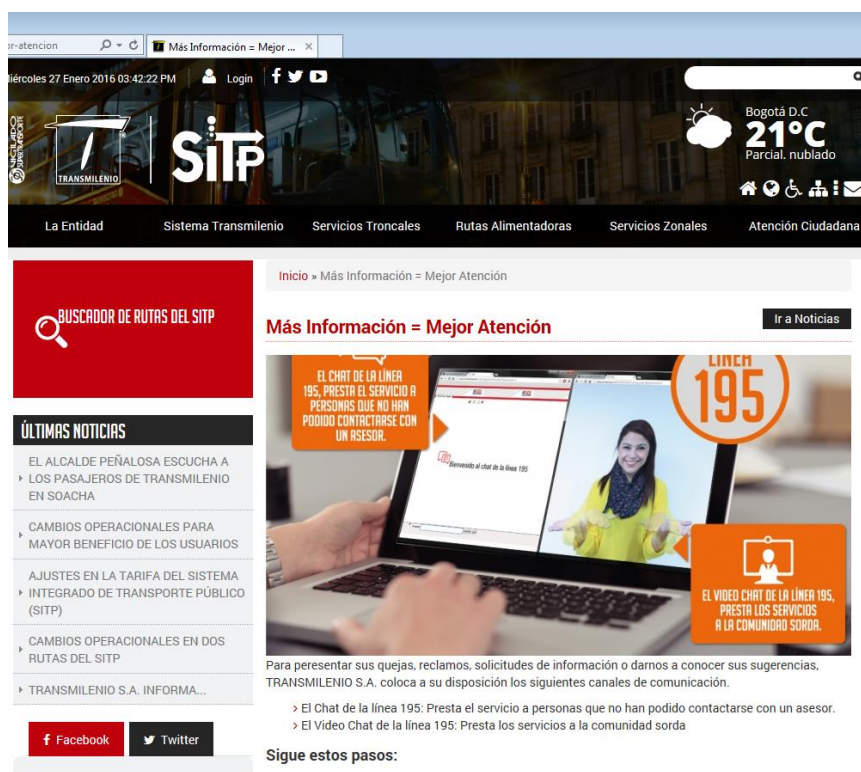 or-atencion
Más Información = Mejor ...
miércoles 27 Enero 2016 03:42:22 PM
Login
VIGILADO
SUPERTRANSPORTE
TRANSMILENIO
SiTP
Bogotá D.C
21°C
Parcial. nublado
La Entidad
Sistema Transmilenio
Servicios Troncales
Rutas Alimentadoras
Servicios Zonales
Atención Ciudadana
BUSCADOR DE RUTAS DEL SITP
ÚLTIMAS NOTICIAS
EL ALCALDE PEÑALOSA ESCUCHA A
LOS PASAJEROS DE TRANSMILENIO
EN SOACHA
CAMBIOS OPERACIONALES PARA
MAYOR BENEFICIO DE LOS USUARIOS
AJUSTES EN LA TARIFA DEL SISTEMA
INTEGRADO DE TRANSPORTE PÚBLICO
(SITP)
CAMBIOS OPERACIONALES EN DOS
RUTAS DEL SITP
TRANSMILENIO S.A. INFORMA...
Facebook
Twitter
Inicio » Más Información = Mejor Atención
Más Información = Mejor Atención
Ir a Noticias
EL CHAT DE LA LÍNEA
195, PRESTA EL SERVICIO A
PERSONAS QUE NO HAN
PODIDO CONTACTARSE CON
UN ASESOR.
Bienvenido al chat de la línea 195
LÍNEA
195
EL VIDEO CHAT DE LA LÍNEA 195,
PRESTA LOS SERVICIOS
A LA COMUNIDAD SORDA.
Para peresentar sus quejas, reclamos, solicitudes de información o darnos a conocer sus sugerencias,
TRANSMILENIO S.A. coloca a su disposición los siguientes canales de comunicación.
El Chat de la línea 195: Presta el servicio a personas que no han podido contactarse con un asesor.
El Video Chat de la línea 195: Presta los servicios a la comunidad sorda
Sigue estos pasos: